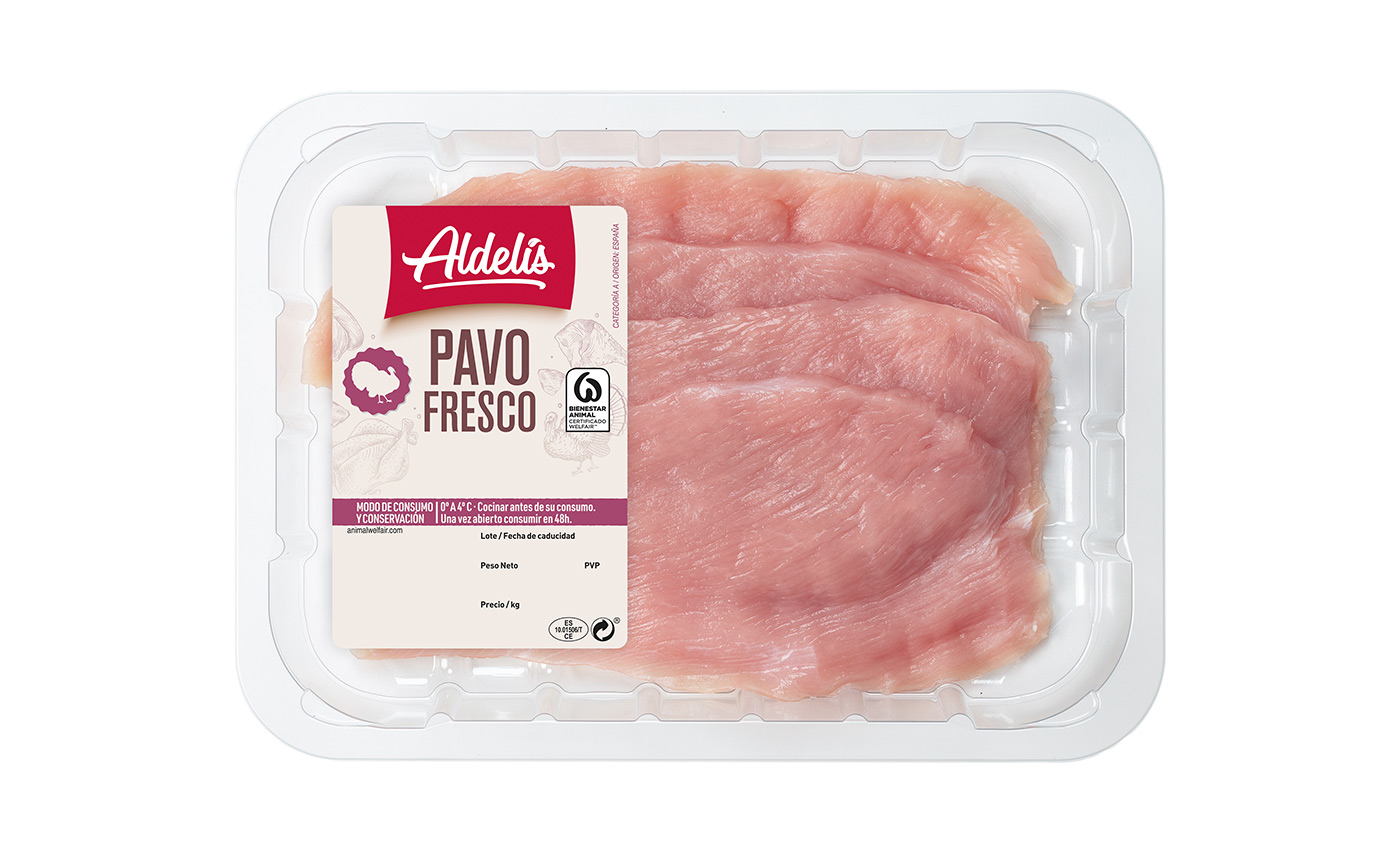 Aldelís
CATEGORÍA A / ORIGEN: ESPAÑA
PAVO
FRESCO
BIENESTAR
ANIMAL
CERTIFICADO
WELFAIR™
MODO DE CONSUMO
Y CONSERVACIÓN
0º A 4º C · Cocinar antes de su consumo.
Una vez abierto consumir en 48h.
animalwelfair.com
Lote / Fecha de caducidad
Peso Neto PVP
Precio / kg
ES
10.01506/T
CE
®